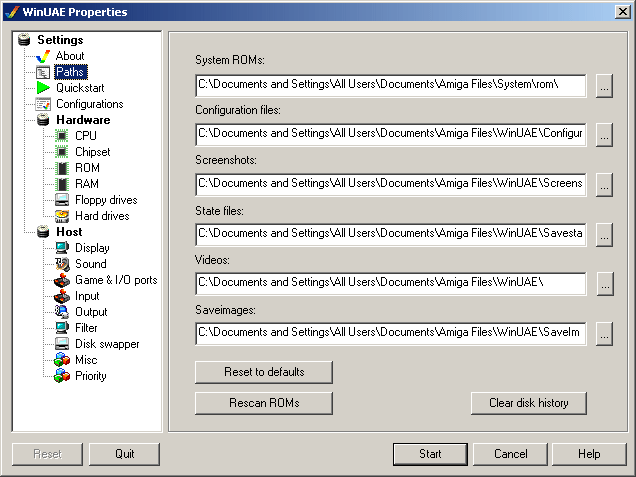 WinUAE Properties
Settings
About
Paths
Quickstart
Configurations
Hardware
CPU
Chipset
ROM
RAM
Floppy drives
Hard drives
Host
Display
Sound
Game & I/O ports
Input
Output
Filter
Disk swapper
Misc
Priority
System ROMs:
C:\Documents and Settings\All Users\Documents\Amiga Files\System\rom\
...
Configuration files:
C:\Documents and Settings\All Users\Documents\Amiga Files\WinUAE\Configur
...
Screenshots:
C:\Documents and Settings\All Users\Documents\Amiga Files\WinUAE\Screens
...
State files:
C:\Documents and Settings\All Users\Documents\Amiga Files\WinUAE\Savesta
...
Videos:
C:\Documents and Settings\All Users\Documents\Amiga Files\WinUAE\
...
Saveimages:
C:\Documents and Settings\All Users\Documents\Amiga Files\WinUAE\SaveIm
...
Reset to defaults
Rescan ROMs
Clear disk history
Reset
Quit
Start
Cancel
Help